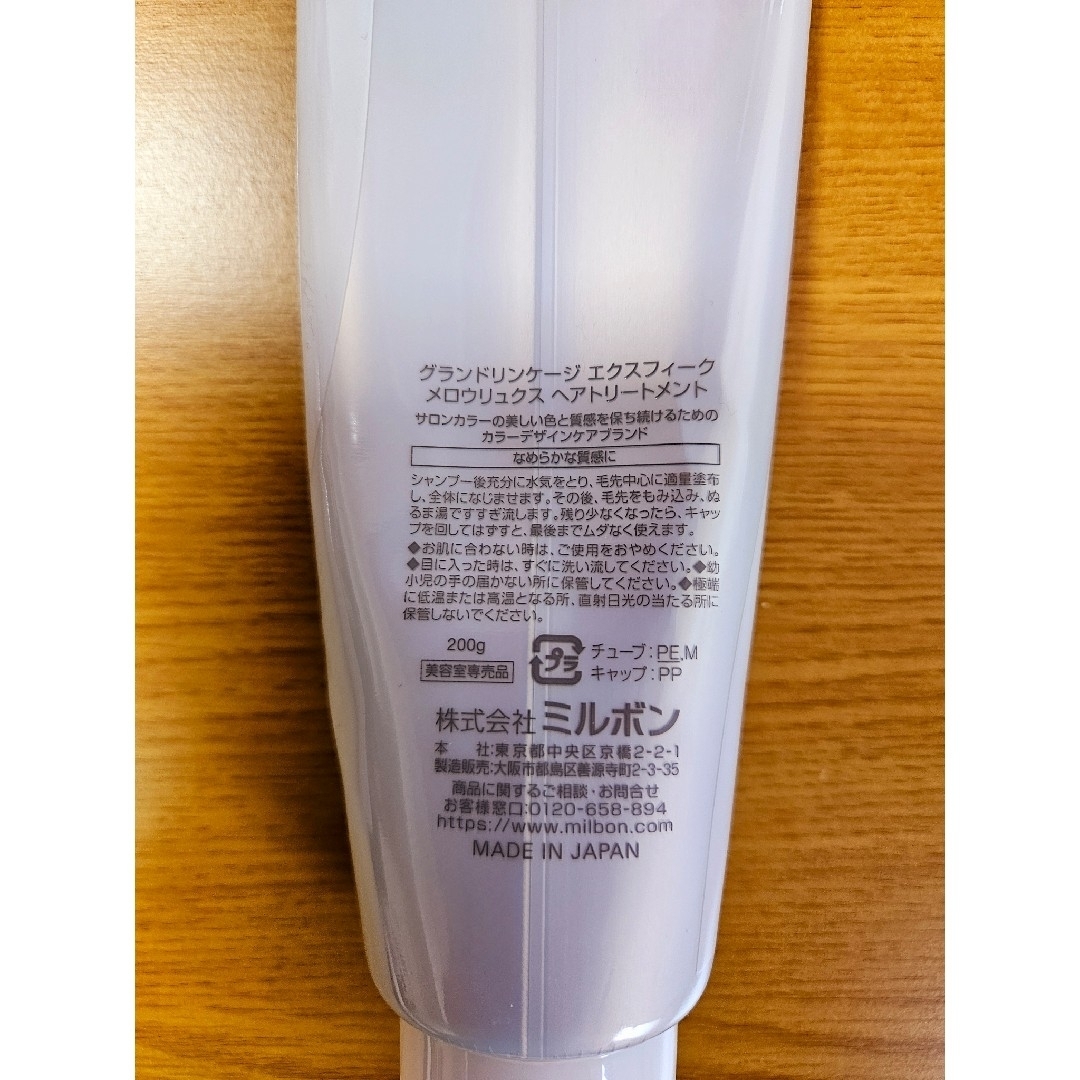 グランドリンケージ エクスフィーク
メロウリュクス ヘアトリートメント
サロンカラーの美しい色と質感を保ち続けるための
カラーデザインケアブランド
なめらかな質感に
シャンプー後充分に水気をとり、毛先中心に適量塗布
し、全体になじませます。その後、毛先をもみ込み、ぬ
るま湯ですすぎ流します。残り少なくなったら、キャッ
プを回してはずすと、最後までムダなく使えます。
◆お肌に合わない時は、ご使用をおやめください。
◆目に入った時は、すぐに洗い流してください。◆幼
小児の手の届かない所に保管してください。◆極端
に低温または高温となる所、直射日光の当たる所に
保管しないでください。
200g
美容室専売品
プラ
チューブ:PE,M
キャップ:PP
株式会社 ミルボン
本 社:東京都中央区京橋2-2-1
製造販売:大阪市都島区善源寺町2-3-35
商品に関するご相談・お問合せ
お客様窓口:0120-658-894
https://www.milbon.com
MADE IN JAPAN